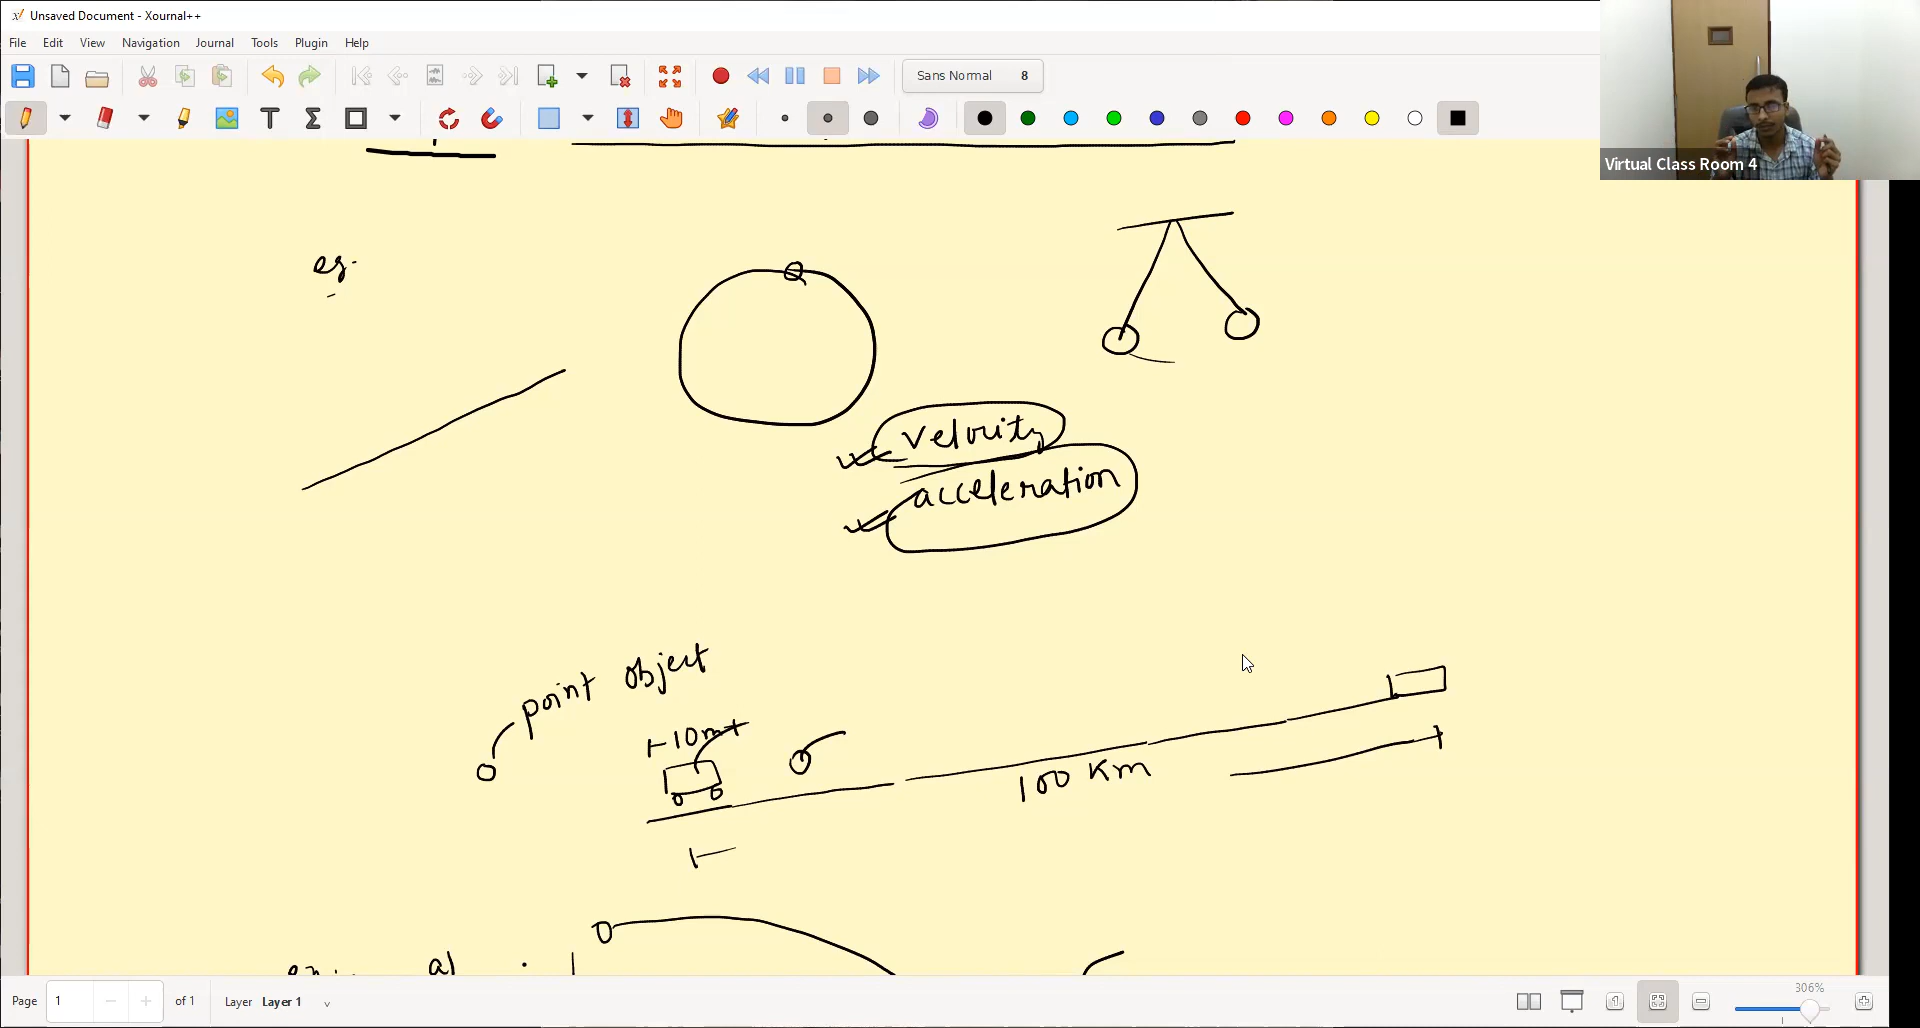 Unsaved Document - Xournal++
File Edit View Navigation Journal Tools Plugin Help
Sans Normal 8
Virtual Class Room 4
eg.
velocity
acceleration
point object
10m
100 Km
Page 1 of 1 Layer Layer 1
306%